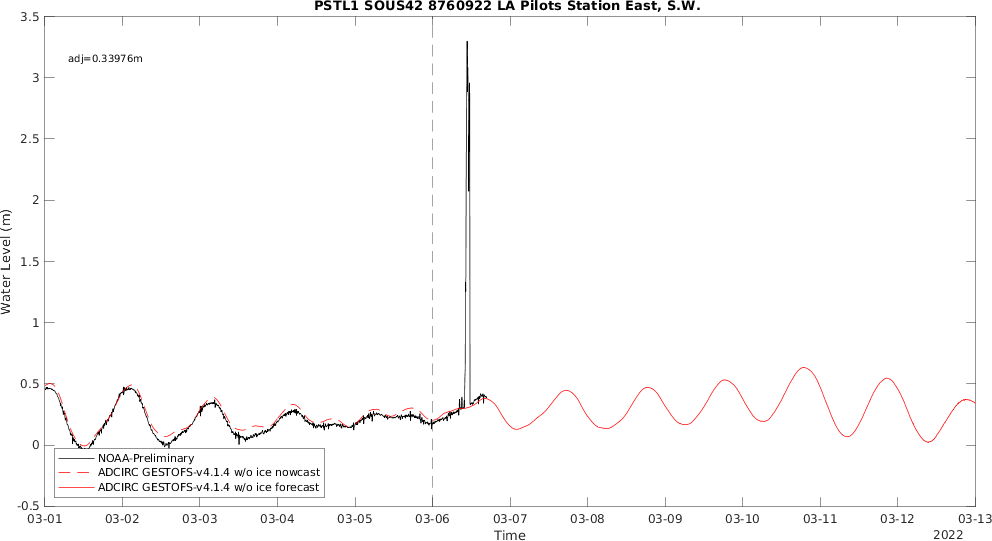 PSTL1 SOUS42 8760922 LA Pilots Station East, S.W.
adj=0.33976m
Water Level (m)
3.5
3
2.5
2
1.5
1
0.5
0
-0.5
NOAA-Preliminary
ADCIRC GESTOFS-v4.1.4 w/o ice nowcast
ADCIRC GESTOFS-v4.1.4 w/o ice forecast
03-01 03-02 03-03 03-04 03-05 03-06 03-07 03-08 03-09 03-10 03-11 03-12 03-13
Time
2022